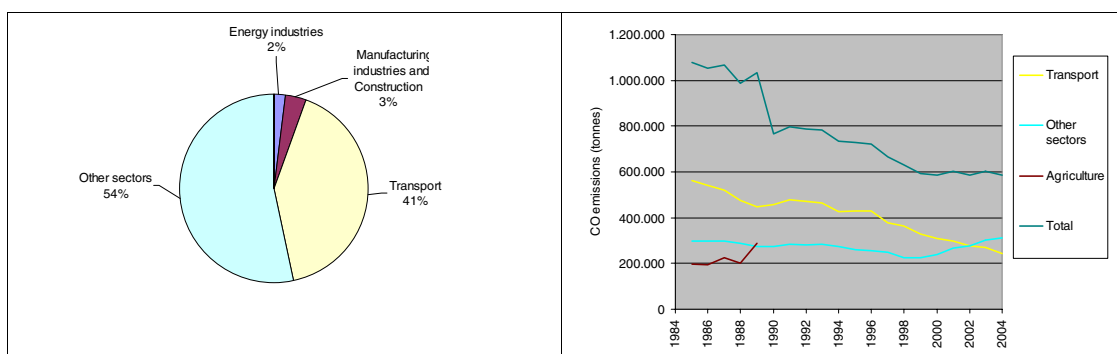 Energy industries
2%
Manufacturing
industries and
Construction
3%
Other sectors
54%
Transport
41%
CO emissions (tonnes)
1.200.000
1.000.000
800.000
600.000
400.000
200.000
0
1984
1986
1988
1990
1992
1994
1996
1998
2000
2002
2004
Transport
Other
sectors
Agriculture
Total